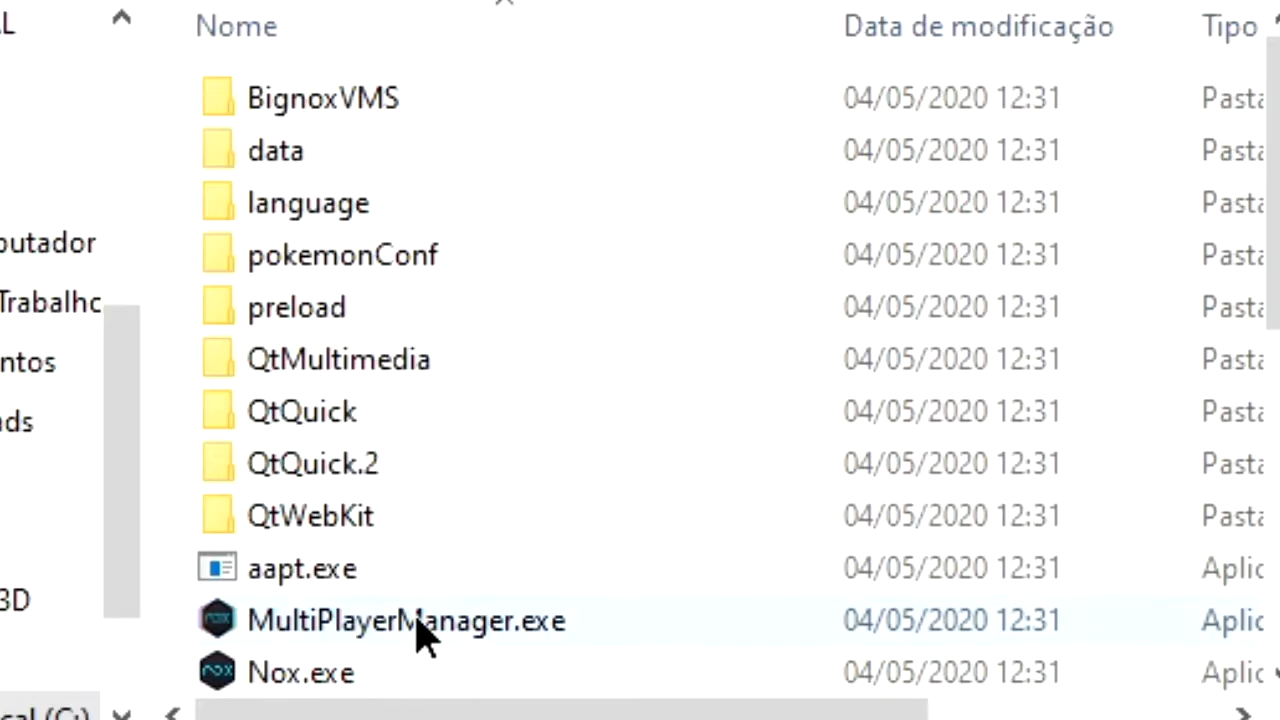 Nome Data de modificação Tipo
BignoxVMS 04/05/2020 12:31
data 04/05/2020 12:31
language 04/05/2020 12:31
pokemonConf 04/05/2020 12:31
preload 04/05/2020 12:31
QtMultimedia 04/05/2020 12:31
QtQuick 04/05/2020 12:31
QtQuick.2 04/05/2020 12:31
QtWebKit 04/05/2020 12:31
aapt.exe 04/05/2020 12:31
MultiPlayerManager.exe 04/05/2020 12:31
Nox.exe 04/05/2020 12:31
3D